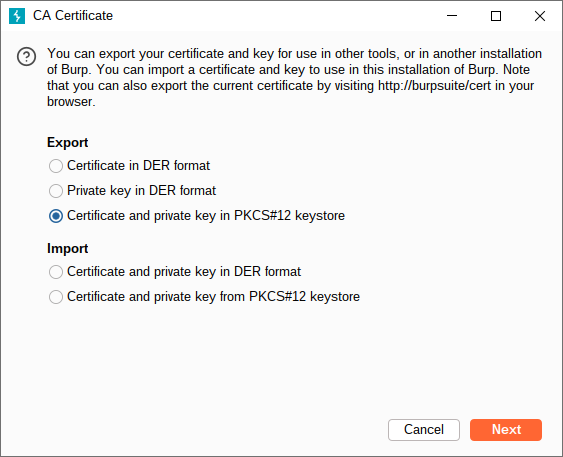 CA Certificate
You can export your certificate and key for use in other tools, or in another installation
of Burp. You can import a certificate and key to use in this installation of Burp. Note
that you can also export the current certificate by visiting http://burpsuite/cert in your
browser.
Export
Certificate in DER format
Private key in DER format
Certificate and private key in PKCS#12 keystore
Import
Certificate and private key in DER format
Certificate and private key from PKCS#12 keystore
Cancel
Next